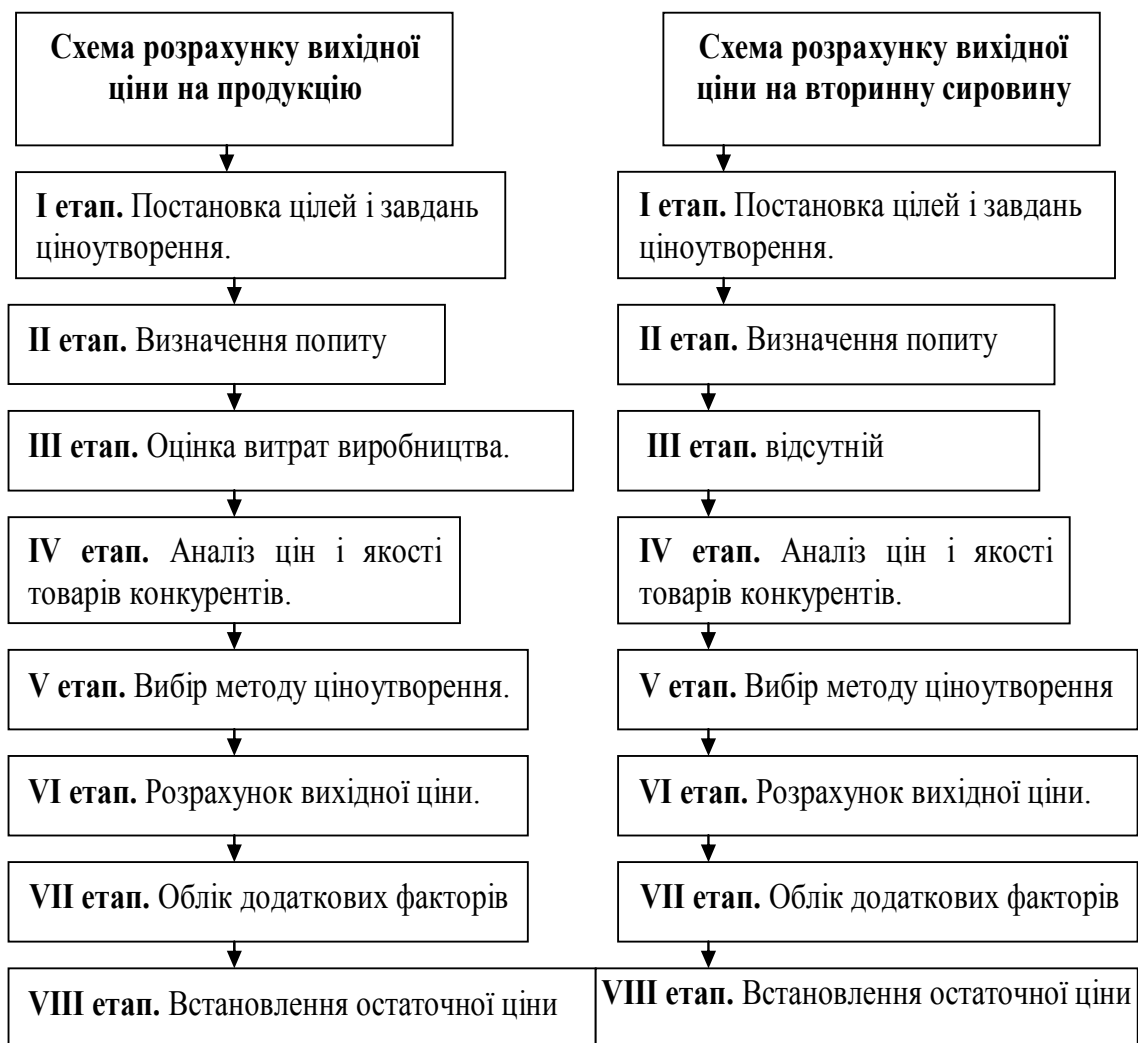 Схема розрахунку вихідної
ціни на продукцію
I етап. Постановка цілей і завдань
ціноутворення.
II етап. Визначення попиту
III етап. Оцінка витрат виробництва.
IV етап. Аналіз цін і якості
товарів конкурентів.
V етап. Вибір методу ціноутворення.
VI етап. Розрахунок вихідної ціни.
VII етап. Облік додаткових факторів
VIII етап. Встановлення остаточної ціни
Схема розрахунку вихідної
ціни на вторинну сировину
I етап. Постановка цілей і завдань
ціноутворення.
II етап. Визначення попиту
III етап. відсутній
IV етап. Аналіз цін і якості
товарів конкурентів.
V етап. Вибір методу ціноутворення
VI етап. Розрахунок вихідної ціни.
VII етап. Облік додаткових факторів
VIII етап. Встановлення остаточної ціни